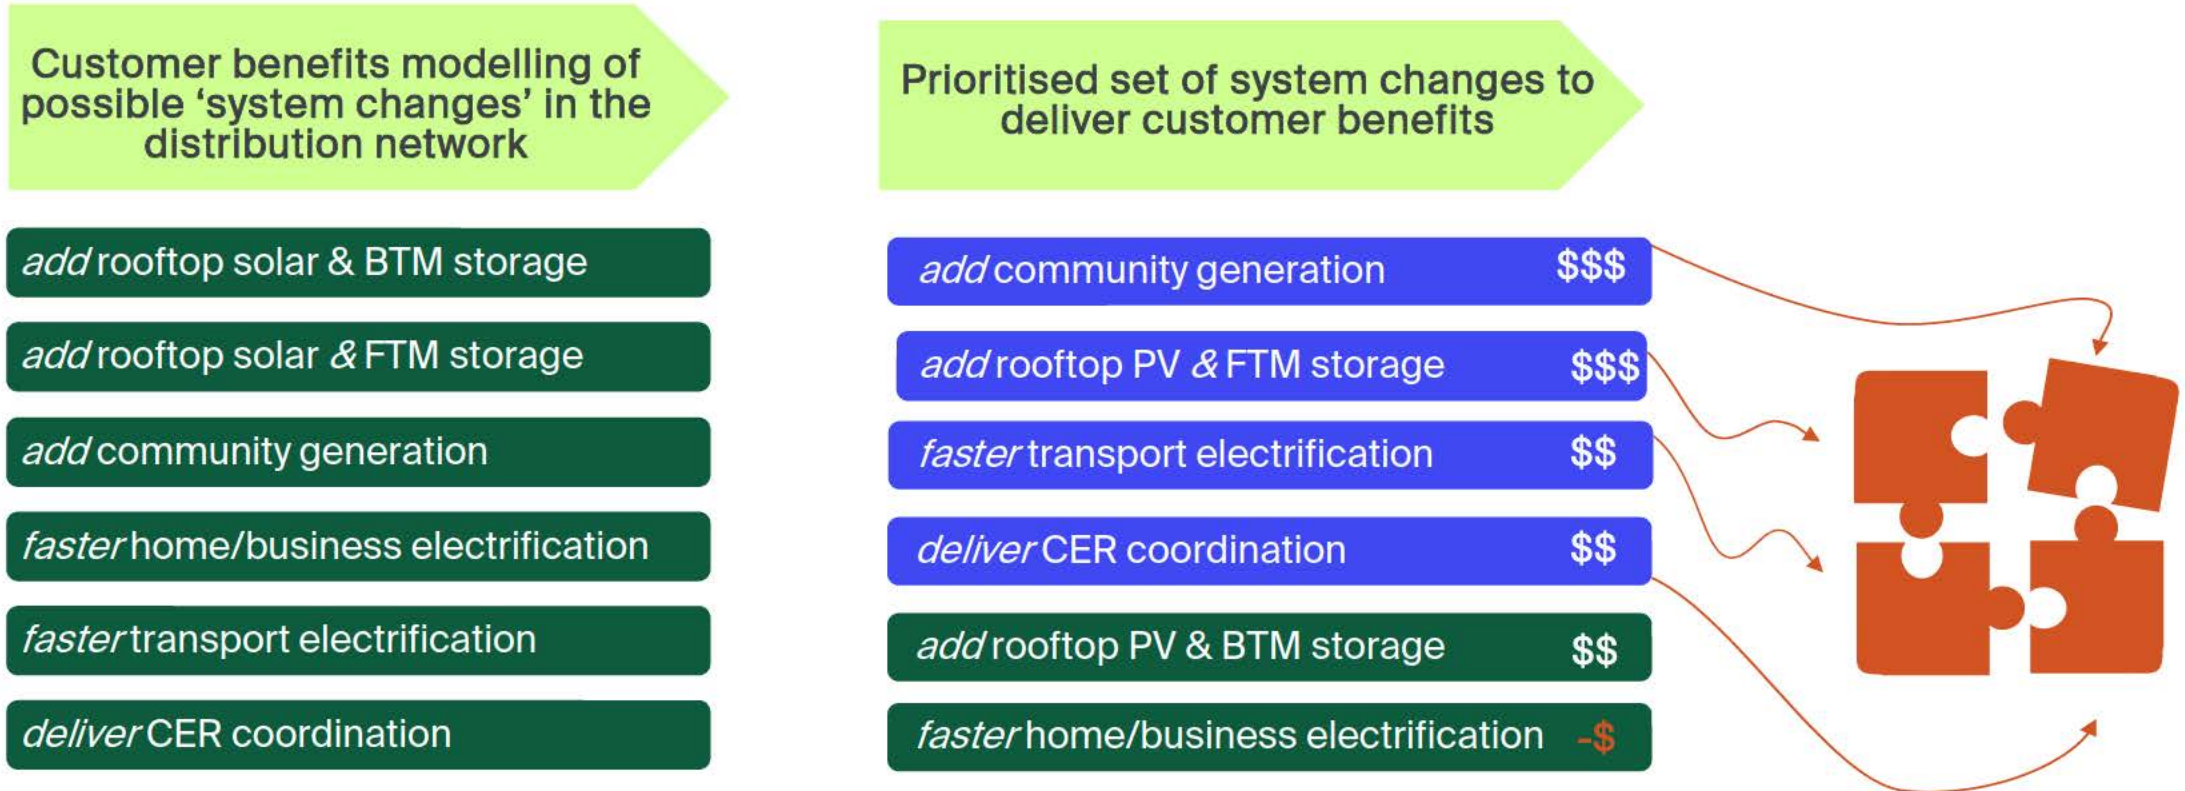 Customer benefits modelling of
possible ‘system changes’ in the
distribution network
add rooftop solar & BTM storage
add rooftop solar & FTM storage
add community generation
faster home/business electrification
faster transport electrification
deliver CER coordination
Prioritised set of system changes to
deliver customer benefits
add community generation $$$
add rooftop PV & FTM storage $$$
faster transport electrification $$
deliver CER coordination $$
add rooftop PV & BTM storage $$
faster home/business electrification -$